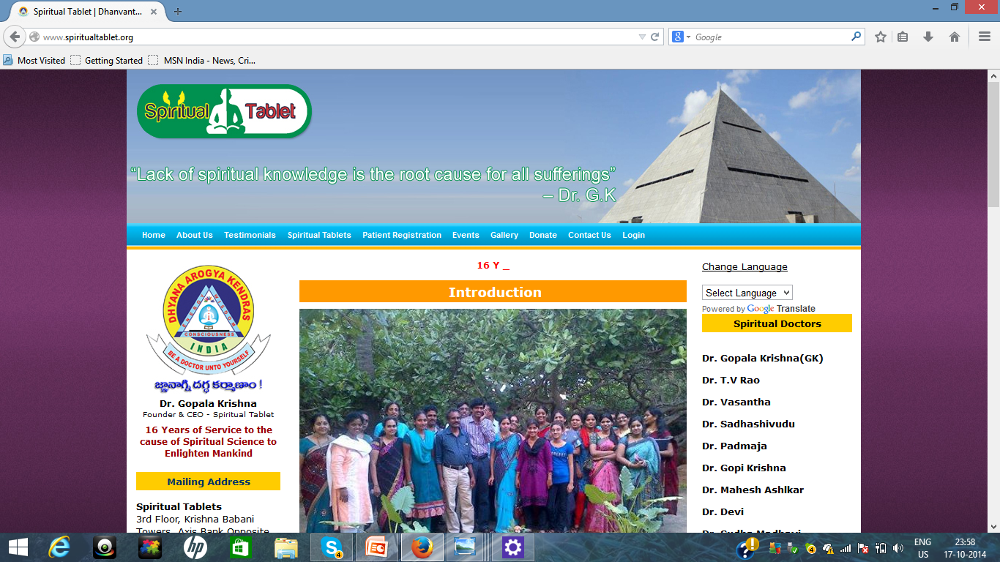 Spiritual Tablet | Dhanvant...
www.spiritualtablet.org
Google
Most Visited
Getting Started
MSN India - News, Cri...
Spiritual Tablet
“Lack of spiritual knowledge is the root cause for all sufferings”
– Dr. G.K
Home About Us Testimonials Spiritual Tablets Patient Registration Events Gallery Donate Contact Us Login
DHYANA AROGYA KENDRAS
ENERGY WISDOM
CONSCIOUSNESS
INDIA
BE A DOCTOR UNTO YOURSELF
జ్ఞానాగ్ని దగ్ధ కర్మాణాం !
Dr. Gopala Krishna
Founder & CEO - Spiritual Tablet
16 Years of Service to the
cause of Spiritual Science to
Enlighten Mankind
Mailing Address
Spiritual Tablets
3rd Floor, Krishna Babani
Towers, Axis Bank Opposite
16 Y _
Introduction
Change Language
Select Language
Powered by Google Translate
Spiritual Doctors
Dr. Gopala Krishna(GK)
Dr. T.V Rao
Dr. Vasantha
Dr. Sadhashivudu
Dr. Padmaja
Dr. Gopi Krishna
Dr. Mahesh Ashlkar
Dr. Devi
Dr. Sudha Madhavi
ENG
US
23:58
17-10-2014